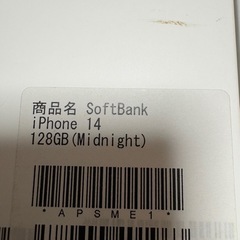 商品名 SoftBank
iPhone 14
128GB(Midnight)
*APSME1*